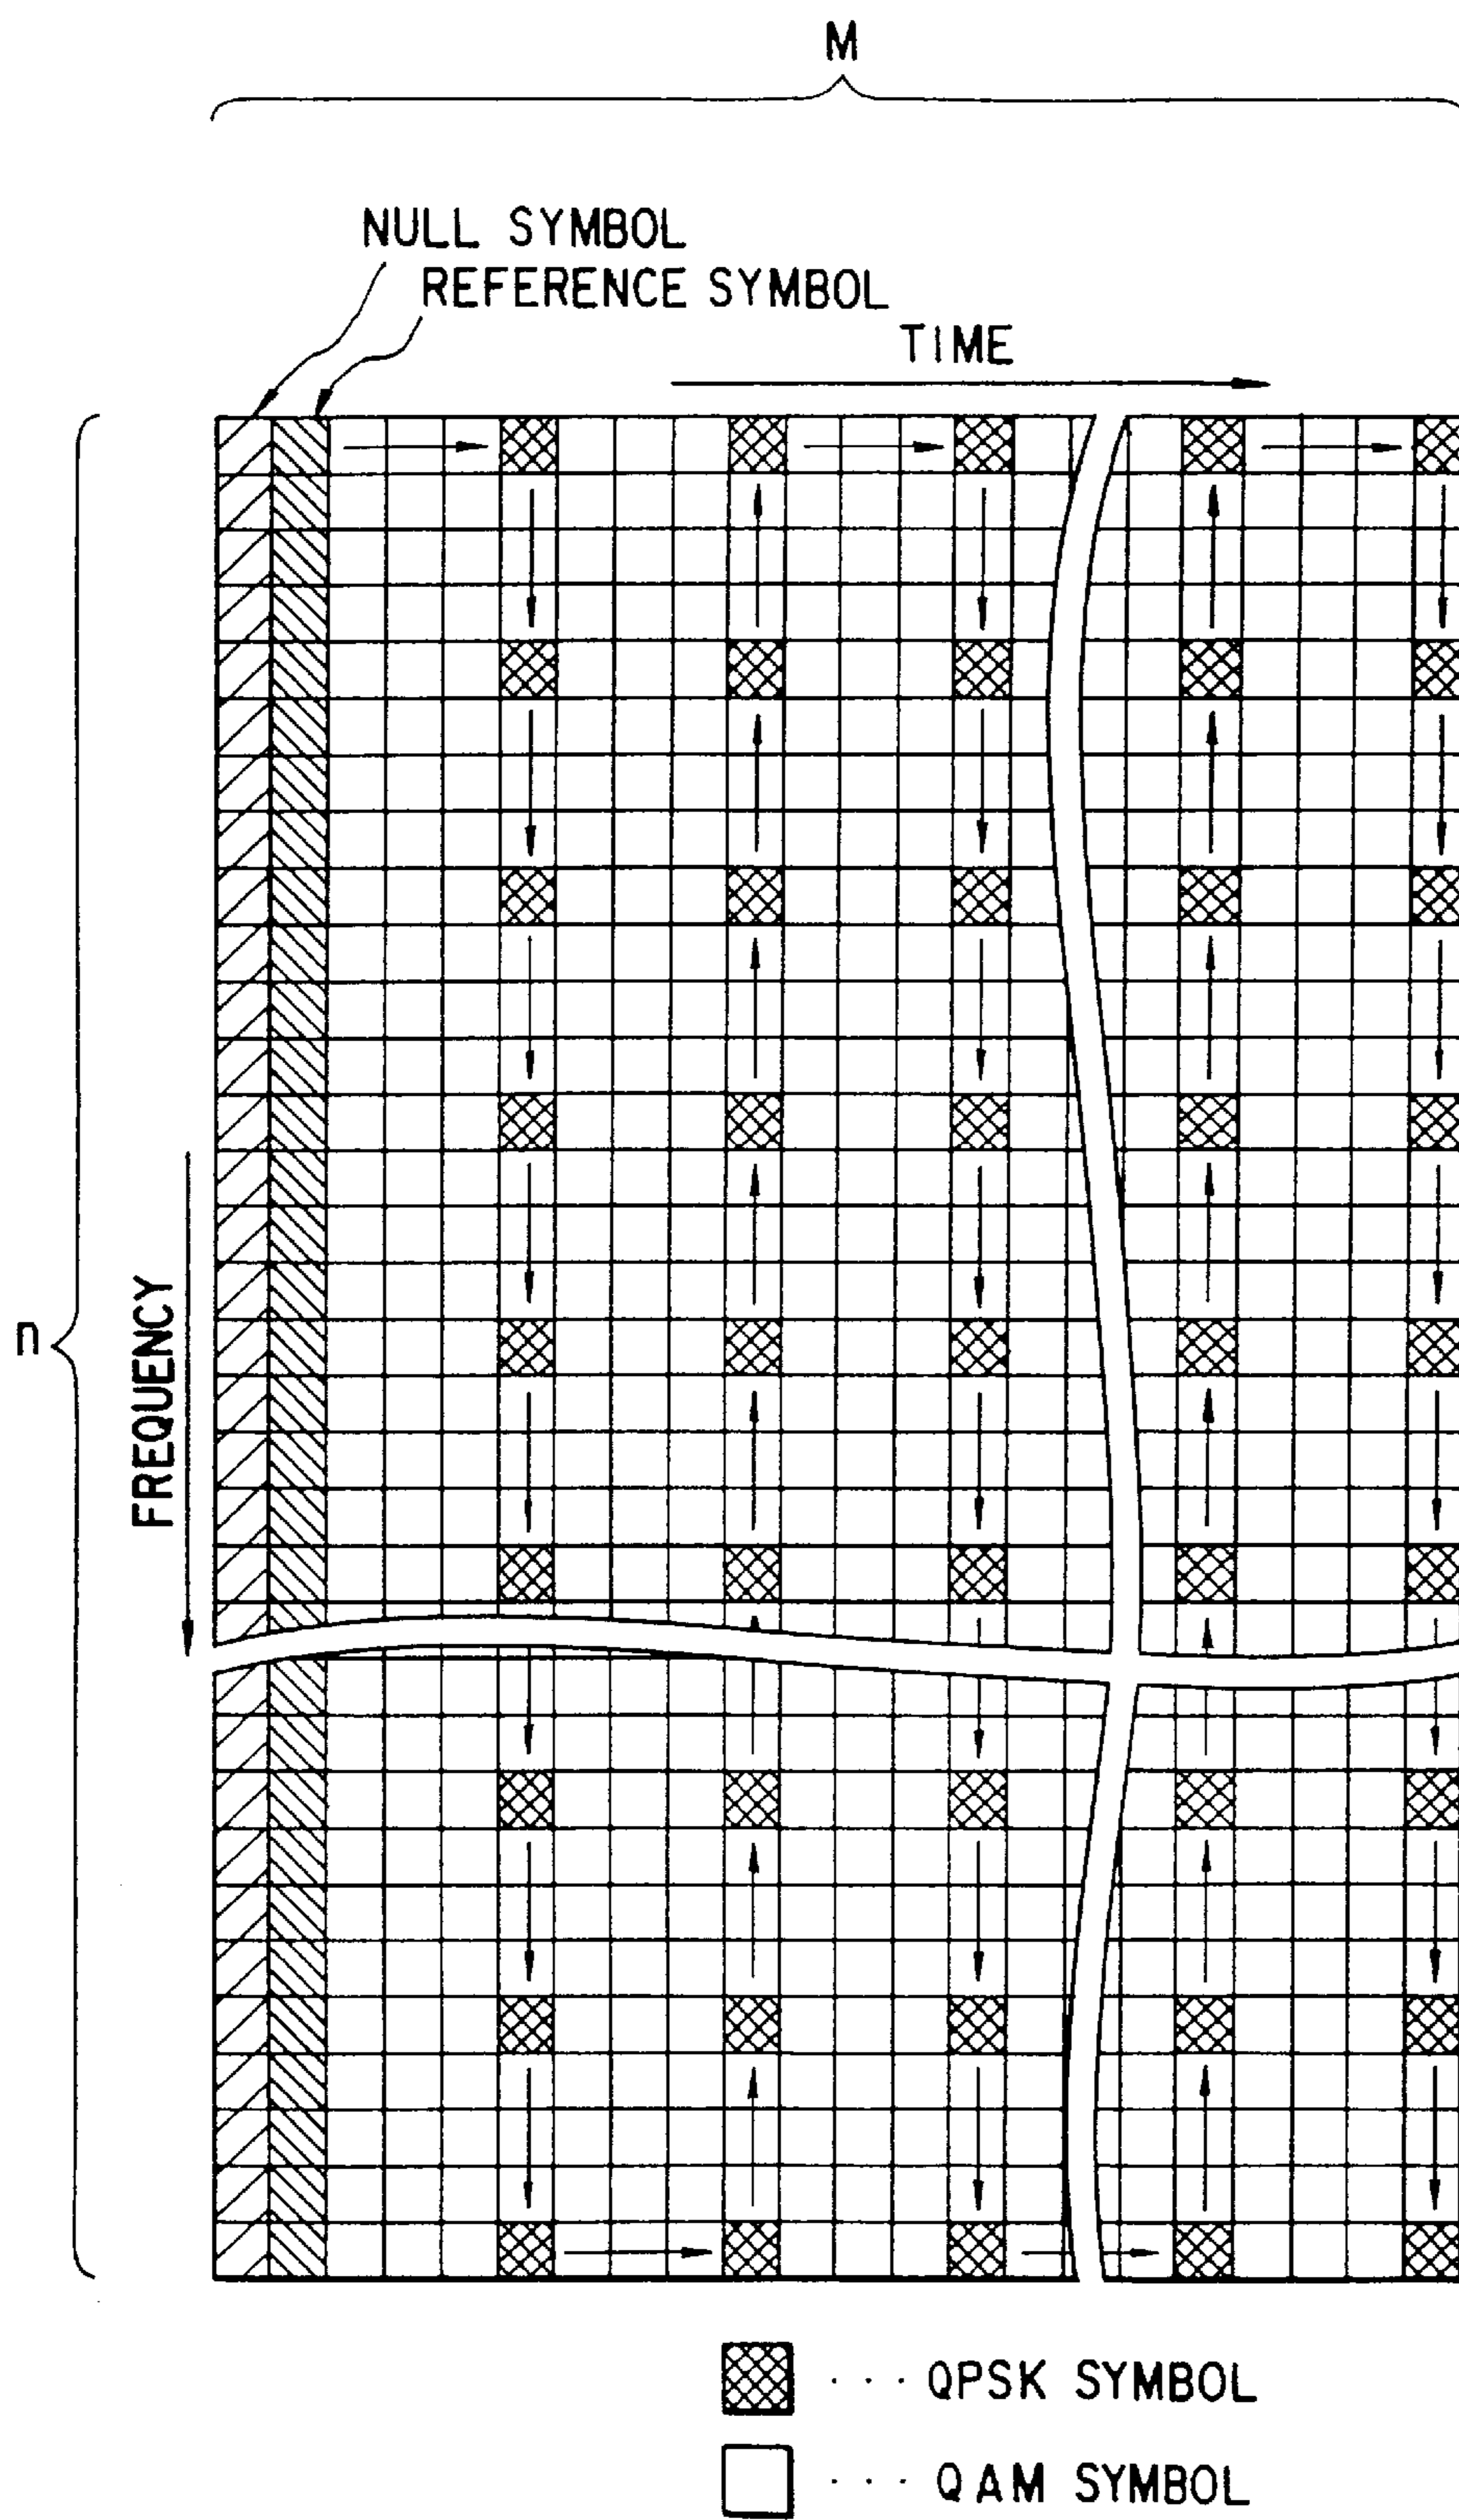 M
NULL SYMBOL
REFERENCE SYMBOL
TIME
n
FREQUENCY
··· QPSK SYMBOL
··· QAM SYMBOL